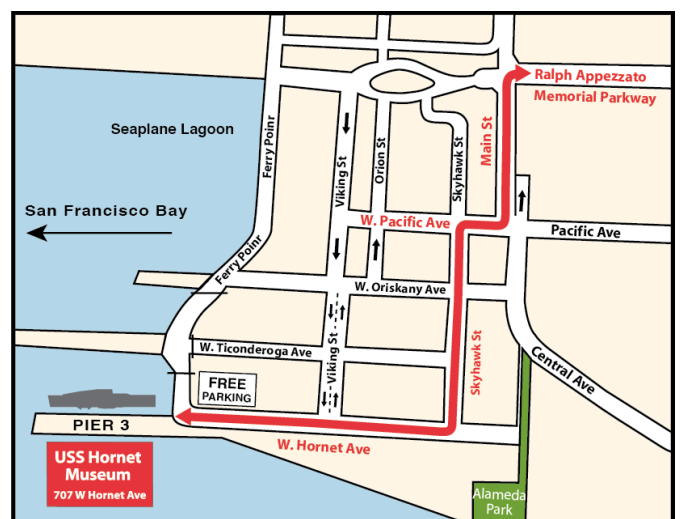 Ralph Appezzato
Memorial Parkway
Seaplane Lagoon
Ferry Poinr
Viking St
Orion St
Skyhawk St
Main St
San Francisco Bay
W. Pacific Ave
Pacific Ave
Ferry Poinr
W. Oriskany Ave
W. Ticonderoga Ave
Viking St
Skyhawk St
Central Ave
FREE
PARKING
PIER 3
W. Hornet Ave
USS Hornet
Museum
707 W Hornet Ave
Alameda
Park